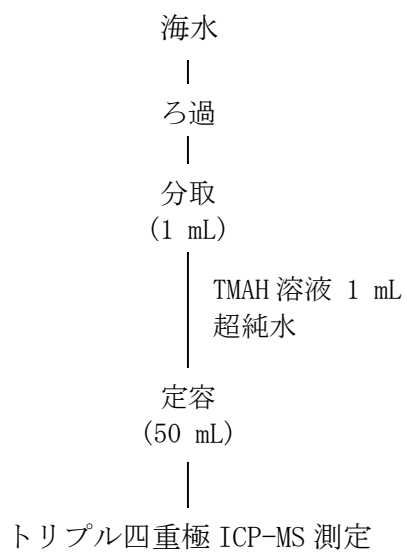 海水
ろ過
分取
(1 mL)
TMAH 溶液 1 mL
超純水
定容
(50 mL)
トリプル四重極 ICP-MS 測定